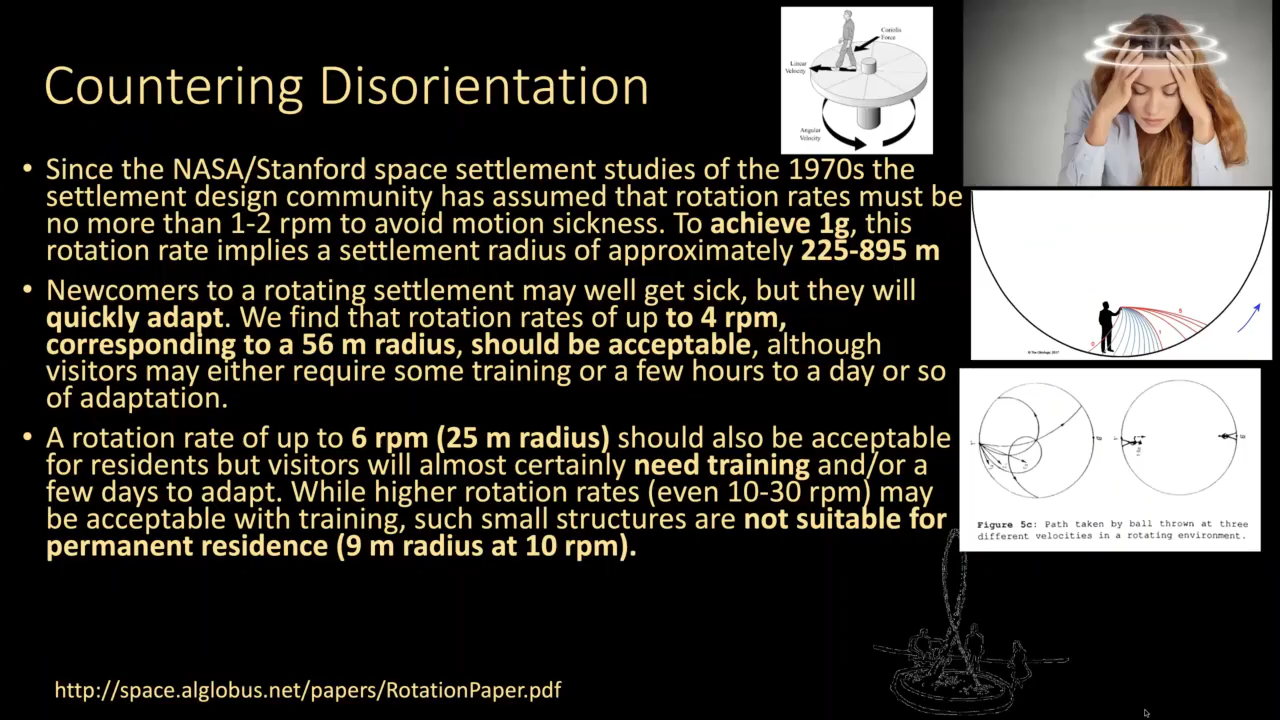 Countering Disorientation
• Since the NASA/Stanford space settlement studies of the 1970s the
settlement design community has assumed that rotation rates must be
no more than 1-2 rpm to avoid motion sickness. To achieve 1g, this
rotation rate implies a settlement radius of approximately 225-895 m
• Newcomers to a rotating settlement may well get sick, but they will
quickly adapt. We find that rotation rates of up to 4 rpm,
corresponding to a 56 m radius, should be acceptable, although
visitors may either require some training or a few hours to a day or so
of adaptation.
• A rotation rate of up to 6 rpm (25 m radius) should also be acceptable
for residents but visitors will almost certainly need training and/or a
few days to adapt. While higher rotation rates (even 10-30 rpm) may
be acceptable with training, such small structures are not suitable for
permanent residence (9 m radius at 10 rpm).
http://space.alglobus.net/papers/RotationPaper.pdf
Coriolis
Force
Linear
Velocity
Angular
Velocity
Figure 5c: Path taken by ball thrown at three
different velocities in a rotating environment.